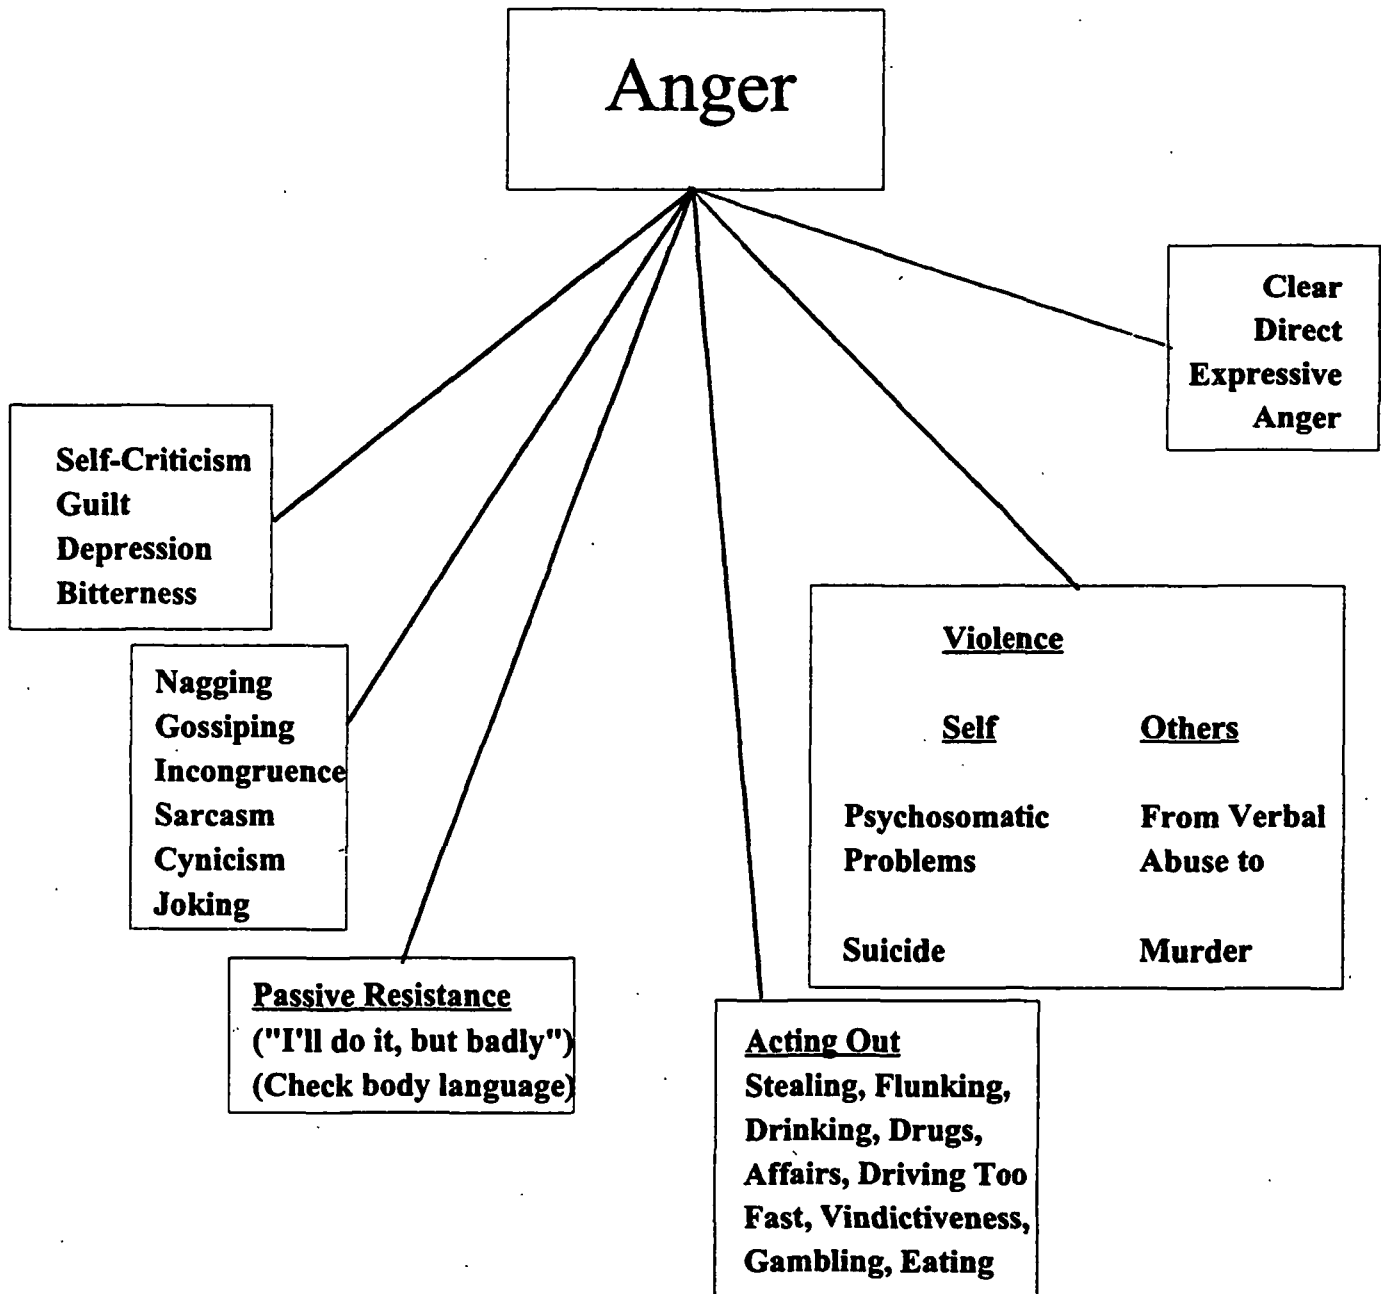 Anger
Clear
Direct
Expressive
Anger
Self-Criticism
Guilt
Depression
Bitterness
Nagging
Gossiping
Incongruence
Sarcasm
Cynicism
Joking
Passive Resistance
("I'll do it, but badly")
(Check body language)
Acting Out
Stealing, Flunking,
Drinking, Drugs,
Affairs, Driving Too
Fast, Vindictiveness,
Gambling, Eating
Violence
Self Others
Psychosomatic From Verbal
Problems Abuse to
Suicide Murder